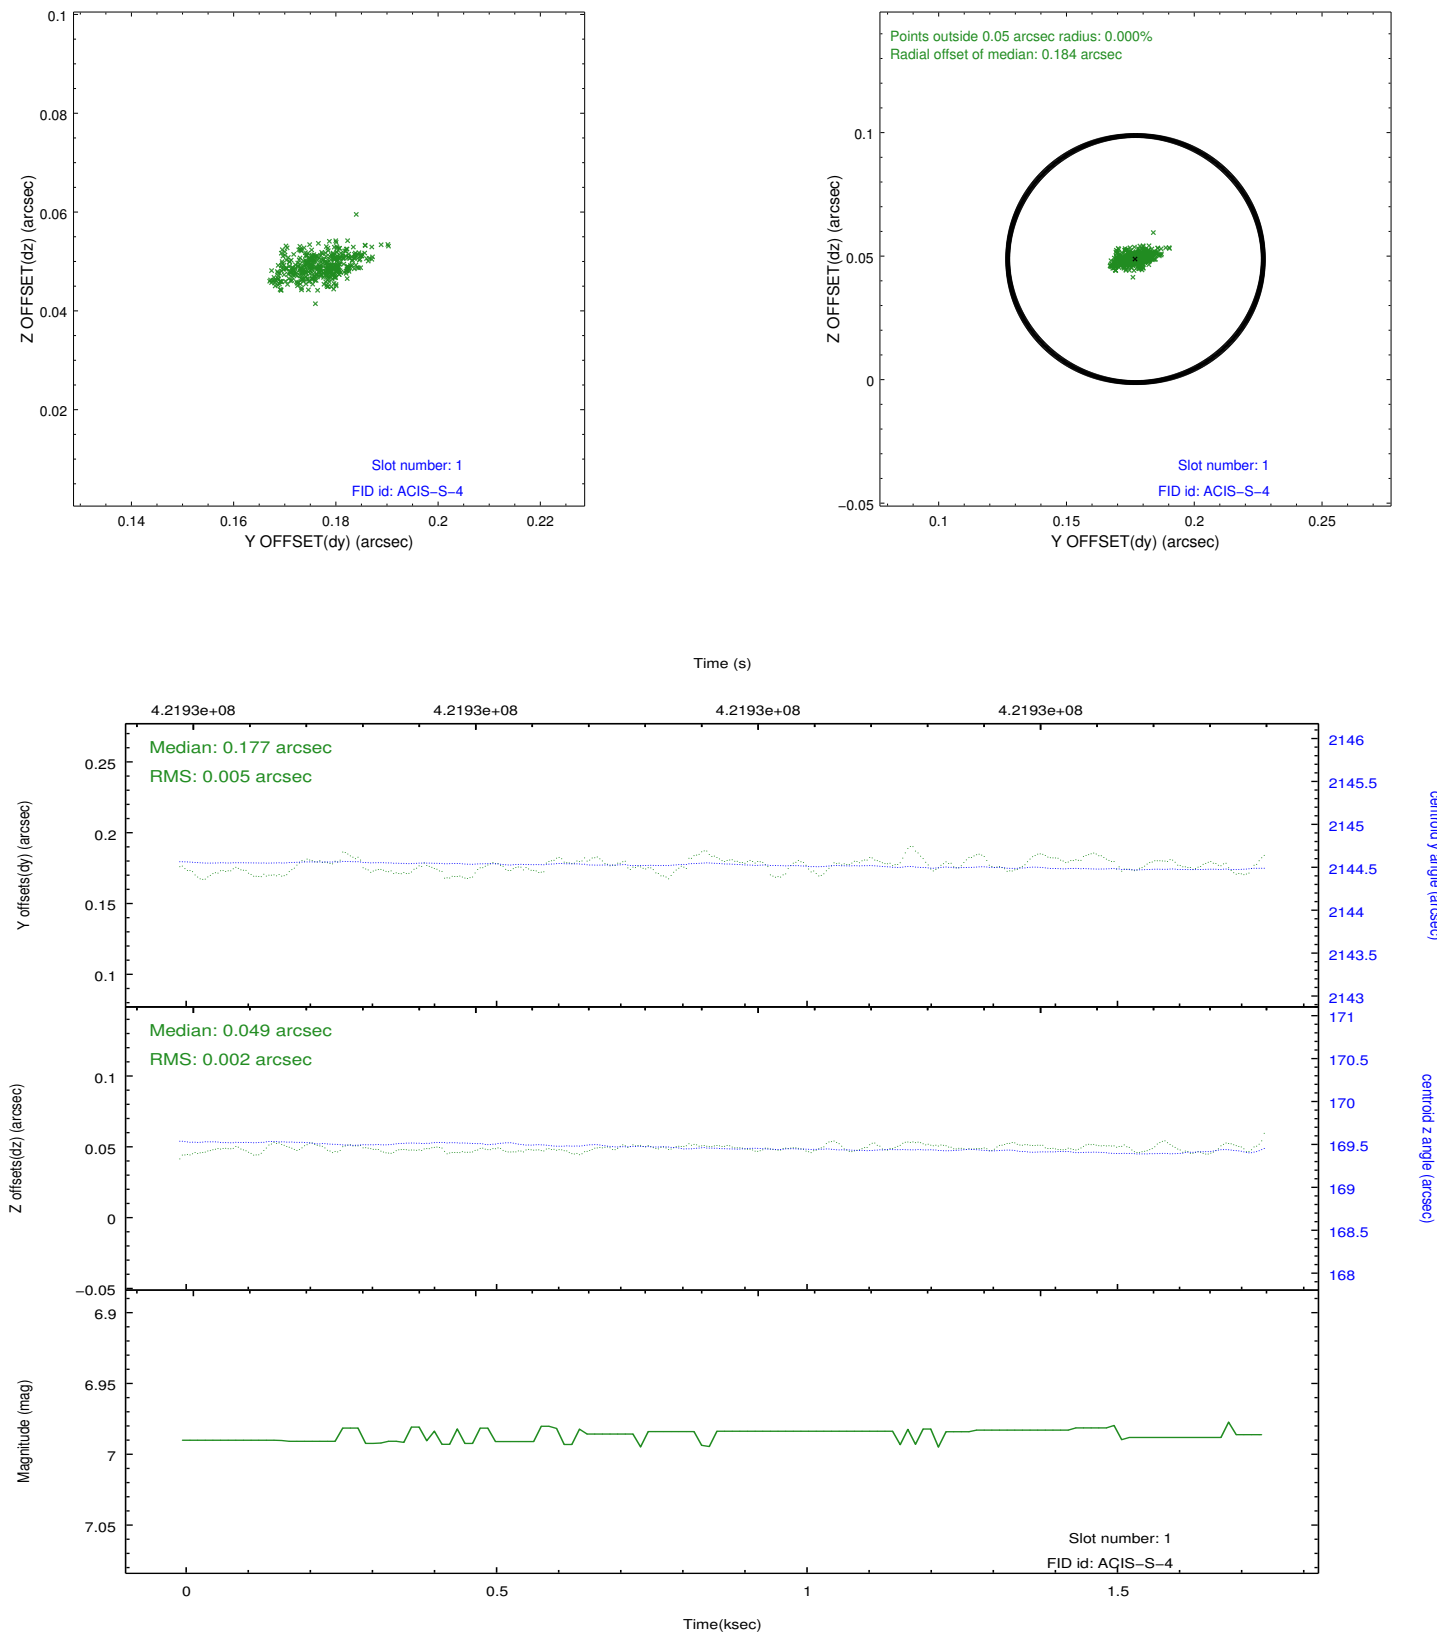 0.1
0.08
0.06
0.04
0.02
Z OFFSET(dz) (arcsec)
Slot number: 1
FID id: ACIS−S−4
0.14
0.16
0.18
0.2
0.22
Y OFFSET(dy) (arcsec)
Points outside 0.05 arcsec radius: 0.000%
Radial offset of median: 0.184 arcsec
0.1
0.05
0
−0.05
Z OFFSET(dz) (arcsec)
Slot number: 1
FID id: ACIS−S−4
0.1
0.15
0.2
0.25
Y OFFSET(dy) (arcsec)
Time (s)
4.2193e+08
4.2193e+08
4.2193e+08
4.2193e+08
Median: 0.177 arcsec
RMS: 0.005 arcsec
0.25
0.2
0.15
0.1
Y offsets(dy) (arcsec)
2146
2145.5
2145
2144.5
2144
2143.5
2143
centroid y angle (arcsec)
Median: 0.049 arcsec
RMS: 0.002 arcsec
0.1
0.05
0
−0.05
Z offsets(dz) (arcsec)
171
170.5
170
169.5
169
168.5
168
centroid z angle (arcsec)
6.9
6.95
7
7.05
Magnitude (mag)
Slot number: 1
FID id: ACIS−S−4
0
0.5
1
1.5
Time(ksec)